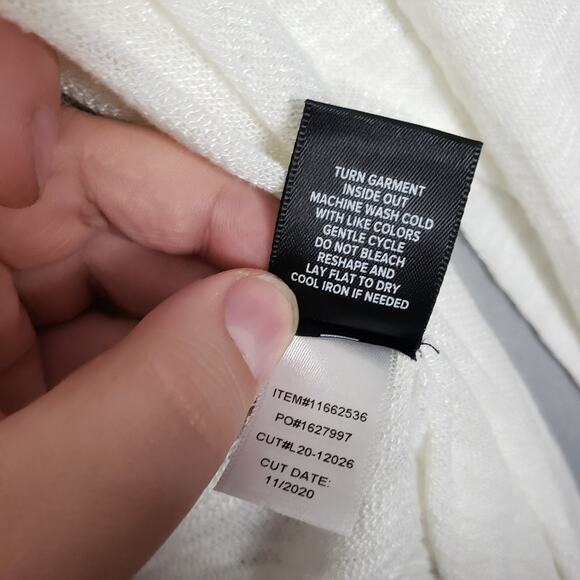 TURN GARMENT
INSIDE OUT
MACHINE WASH COLD
WITH LIKE COLORS
GENTLE CYCLE
DO NOT BLEACH
RESHAPE AND
LAY FLAT TO DRY
COOL IRON IF NEEDED
ITEM#11662536
PO#1627997
CUT#L20-12026
CUT DATE:
11/2020